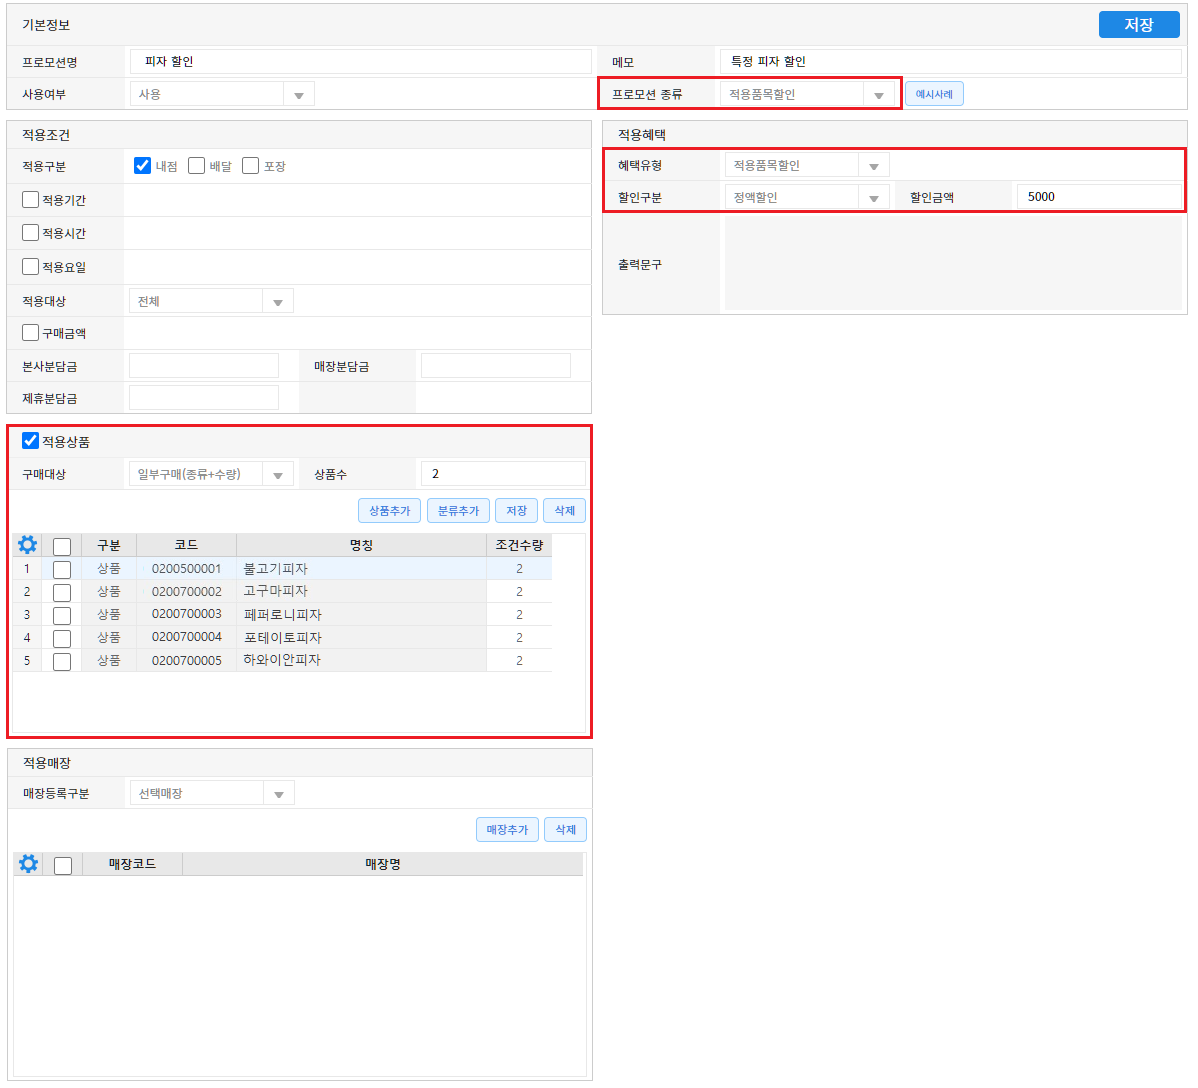 기본정보
저장
프로모션명 피자 할인 메모 특정 피자 할인
사용여부 사용 프로모션 종류 적용품목할인 예시사례
적용조건
적용구분 내점 배달 포장
적용기간
적용시간
적용요일
적용대상 전체
구매금액
본사분담금 매장분담금
제휴분담금
적용혜택
혜택유형 적용품목할인
할인구분 정액할인 할인금액 5000
출력문구
적용상품
구매대상 일부구매(종류+수량) 상품수 2
상품추가 분류추가 저장 삭제
구분 코드 명칭 조건수량
1 상품 0200500001 불고기피자 2
2 상품 0200700002 고구마피자 2
3 상품 0200700003 페퍼로니피자 2
4 상품 0200700004 포테이토피자 2
5 상품 0200700005 하와이안피자 2
적용매장
매장등록구분 선택매장
매장추가 삭제
매장코드 매장명